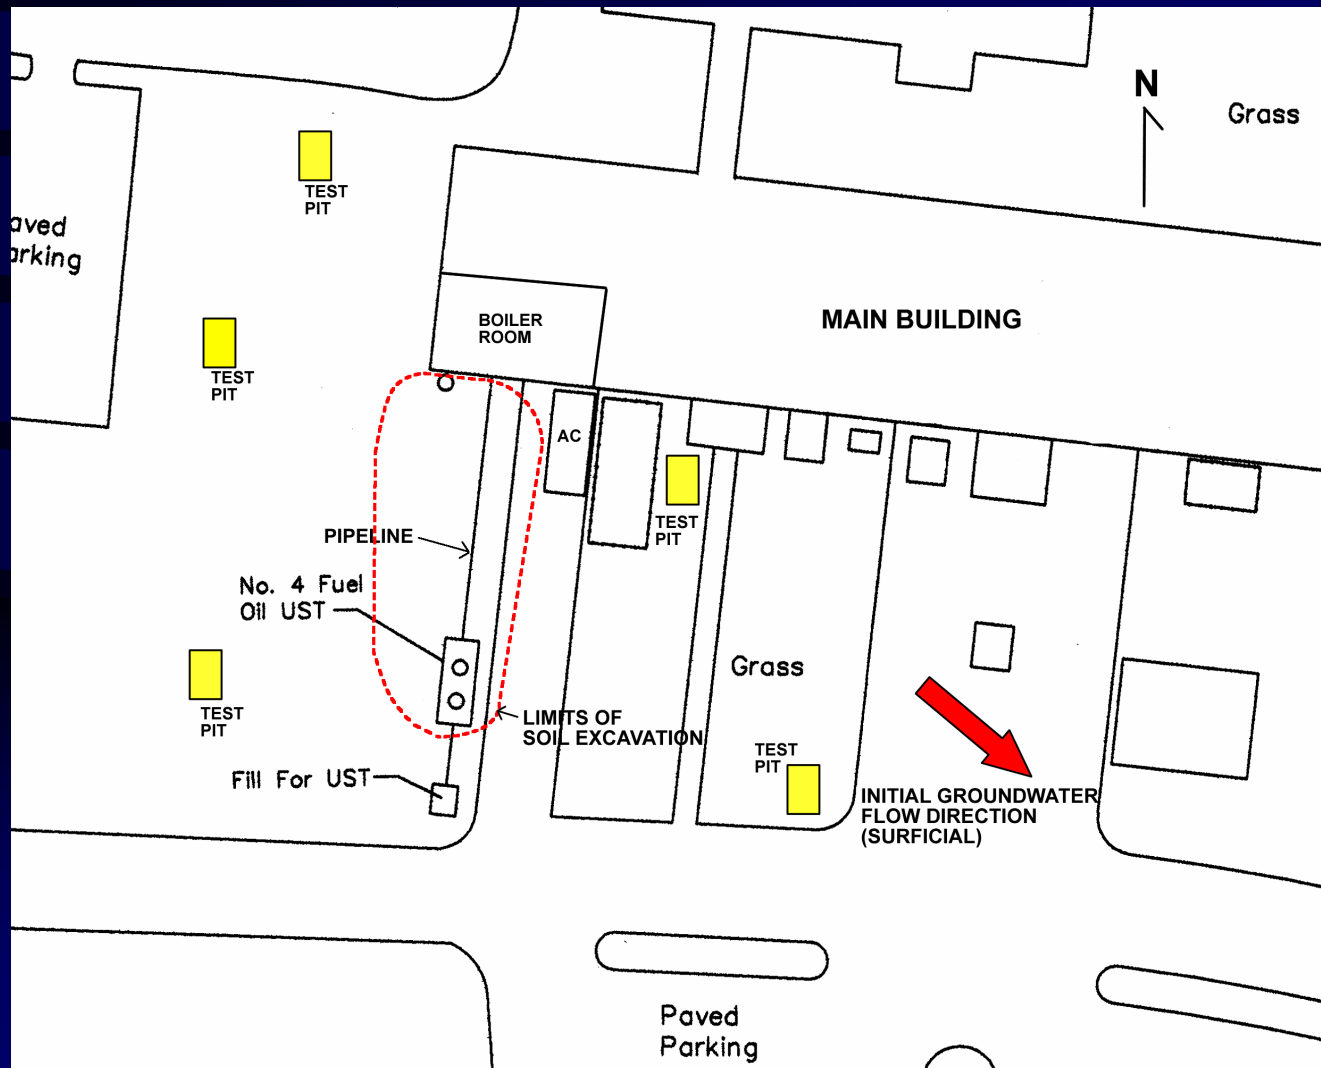 N
Grass
TEST
PIT
aved
arking
BOILER
ROOM
MAIN BUILDING
TEST
PIT
AC
TEST
PIT
PIPELINE
No. 4 Fuel
Oil UST
Grass
TEST
PIT
LIMITS OF
SOIL EXCAVATION
TEST
PIT
Fill For UST
INITIAL GROUNDWATER
FLOW DIRECTION
(SURFICIAL)
Paved
Parking